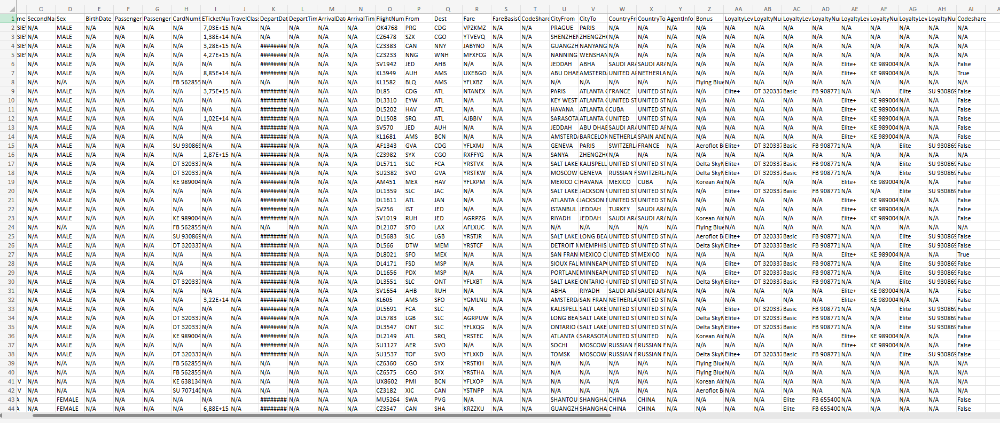 C D E F G H I J K L M N O P Q R S T U V W X Y Z AA AB AC AD AE AF AG AH AI
1 me SecondNa Sex BirthDate Passenger Passenger CardNumb ETicketNur TravelClas DepartDat DepartTim ArrivalDat ArrivalTim FlightNum From Dest Fare FareBasisC CodeShare CityFrom CityTo CountryFr CountryTo AgentInfo Bonus LoyaltyLev LoyaltyNur LoyaltyLev LoyaltyNur LoyaltyLev LoyaltyNur LoyaltyLev LoyaltyNur Codeshare
2 SIEV N/A MALE N/A N/A N/A N/A 7,03E+15 N/A N/A N/A N/A N/A OK4768 PRG CDG VPZKMZ N/A N/A PRAGUE PARIS N/A N/A N/A N/A N/A N/A N/A N/A N/A N/A N/A N/A N/A
3 SIEV N/A MALE N/A N/A N/A N/A 1,38E+14 N/A N/A N/A N/A N/A CZ6478 SZX CGO YTVEVQ N/A N/A SHENZHEN ZHENGZHO N/A N/A N/A N/A N/A N/A N/A N/A N/A N/A N/A N/A N/A
4 SIEV N/A MALE N/A N/A N/A N/A 3,28E+15 N/A ######## N/A N/A N/A CZ3383 CAN NNY JABYNO N/A N/A GUANGZH NANYANG N/A N/A N/A N/A N/A N/A N/A N/A N/A N/A N/A N/A N/A
5 SIEV N/A MALE N/A N/A N/A N/A 4,27E+15 N/A ######## N/A N/A N/A CZ3233 NNG WNH MFXFCG N/A N/A NANNING WENSHAN N/A N/A N/A N/A N/A N/A N/A N/A N/A N/A N/A N/A N/A
6 N/A MALE N/A N/A N/A N/A N/A N/A ######## N/A N/A N/A SV1942 JED AHB N/A N/A N/A JEDDAH ABHA SAUDI ARA SAUDI ARA N/A N/A N/A N/A N/A N/A Elite+ KE 989004 N/A N/A False
7 N/A MALE N/A N/A N/A N/A 8,85E+14 N/A ######## N/A N/A N/A KL3949 AUH AMS UXEBGO N/A N/A ABU DHAE AMSTERDA UNITED AF NETHERLA N/A N/A N/A N/A N/A N/A Elite+ KE 989004 N/A N/A True
8 N/A N/A N/A N/A N/A FB 562855 N/A N/A N/A N/A N/A N/A KL1582 BLQ AMS YFLXBZ N/A N/A N/A N/A N/A N/A N/A Flying Blue N/A N/A N/A N/A N/A N/A N/A N/A N/A
9 N/A MALE N/A N/A N/A N/A 3,75E+15 N/A ######## N/A N/A N/A DL85 CDG ATL NTANEX N/A N/A PARIS ATLANTA G FRANCE UNITED ST N/A N/A Elite+ DT 320337 Basic FB 908771 N/A N/A Elite SU 930869 False
10 N/A MALE N/A N/A N/A N/A N/A N/A ######## N/A N/A N/A DL3310 EYW ATL N/A N/A N/A KEY WEST ATLANTA G UNITED ST UNITED ST N/A N/A N/A N/A N/A N/A Elite+ KE 989004 N/A N/A False
11 N/A MALE N/A N/A N/A N/A N/A N/A ######## N/A N/A N/A DL5202 HAV ATL N/A N/A N/A HAVANA ATLANTA G CUBA UNITED ST N/A N/A N/A N/A N/A N/A Elite+ KE 989004 N/A N/A False
12 N/A MALE N/A N/A N/A N/A 1,02E+14 N/A ######## N/A N/A N/A DL1508 SRQ ATL AJBBIV N/A N/A SARASOTA ATLANTA G UNITED UNITED ST N/A N/A N/A N/A N/A N/A Elite+ KE 989004 N/A N/A False
13 N/A MALE N/A N/A N/A N/A N/A N/A ######## N/A N/A N/A SV570 JED AUH N/A N/A N/A JEDDAH ABU DHAE SAUDI ARA UNITED AF N/A N/A N/A N/A N/A N/A Elite+ KE 989004 N/A N/A False
14 N/A MALE N/A N/A N/A N/A N/A N/A ######## N/A N/A N/A KL1681 AMS BCN N/A N/A N/A AMSTERDA BARCELON NETHERLA SPAIN AND N/A N/A N/A N/A N/A N/A Elite+ KE 989004 N/A N/A False
15 N/A MALE N/A N/A N/A SU 930869 N/A N/A ######## N/A N/A N/A AF1343 GVA CDG YFLXMJ N/A N/A GENEVA PARIS SWITZERLA FRANCE N/A Aeroflot B Elite+ DT 320337 Basic FB 908771 N/A N/A Elite SU 930869 False
16 N/A MALE N/A N/A N/A N/A 2,87E+15 N/A ######## N/A N/A N/A CZ3982 SYX CGO RXFFYG N/A N/A SANYA ZHENGZHO N/A N/A N/A N/A N/A N/A N/A N/A N/A N/A N/A N/A N/A
17 N/A MALE N/A N/A N/A DT 320337 N/A N/A ######## N/A N/A N/A DL5711 SLC FCA YRSTVX N/A N/A SALT LAKE KALISPELL UNITED ST UNITED ST N/A Delta SkyM Elite+ DT 320337 Basic FB 908771 N/A N/A Elite SU 930869 False
18 N/A MALE N/A N/A N/A DT 320337 N/A N/A ######## N/A N/A N/A SU2382 SVO GVA YRSTKW N/A N/A MOSCOW GENEVA RUSSIAN F SWITZERLA N/A Delta SkyM Elite+ DT 320337 Basic FB 908771 N/A N/A Elite SU 930869 False
19 N/A MALE N/A N/A N/A KE 989004 N/A N/A ######## N/A N/A N/A AM451 MEX HAV YFLXPM N/A N/A MEXICO C HAVANA MEXICO CUBA N/A Korean Air N/A N/A N/A N/A Elite+ KE 989004 N/A N/A False
20 N/A MALE N/A N/A N/A N/A N/A N/A ######## N/A N/A N/A DL1359 SLC JAC N/A N/A N/A SALT LAKE JACKSON UNITED ST UNITED ST N/A N/A Elite+ DT 320337 Basic FB 908771 N/A N/A Elite SU 930869 False
21 N/A MALE N/A N/A N/A N/A N/A N/A ######## N/A N/A N/A DL1611 ATL JAN N/A N/A N/A ATLANTA G JACKSON UNITED ST UNITED ST N/A N/A N/A N/A N/A N/A Elite+ KE 989004 N/A N/A False
22 N/A MALE N/A N/A N/A N/A N/A N/A ######## N/A N/A N/A SV256 IST JED N/A N/A N/A ISTANBUL JEDDAH TURKEY SAUDI ARA N/A N/A N/A N/A N/A N/A Elite+ KE 989004 N/A N/A False
23 N/A MALE N/A N/A N/A KE 989004 N/A N/A ######## N/A N/A N/A SV1019 RUH JED AGRPZG N/A N/A RIYADH JEDDAH SAUDI ARA SAUDI ARA N/A Korean Air N/A N/A N/A N/A Elite+ KE 989004 N/A N/A False
24 N/A N/A N/A N/A N/A FB 562855 N/A N/A N/A N/A N/A N/A DL2107 SFO LAX AFLXUC N/A N/A N/A N/A N/A N/A N/A Flying Blue N/A N/A N/A N/A N/A N/A N/A N/A N/A
25 N/A MALE N/A N/A N/A SU 930869 N/A N/A ######## N/A N/A N/A DL5683 SLC LGB YRSTJR N/A N/A SALT LAKE LONG BEA UNITED ST UNITED ST N/A Aeroflot B Elite+ DT 320337 Basic FB 908771 N/A N/A Elite SU 930869 False
26 N/A MALE N/A N/A N/A DT 320337 N/A N/A ######## N/A N/A N/A DL566 DTW MEM YRSTCF N/A N/A DETROIT M MEMPHIS UNITED ST UNITED ST N/A Delta SkyM Elite+ DT 320337 Basic FB 908771 N/A N/A Elite SU 930869 False
27 N/A MALE N/A N/A N/A N/A N/A N/A ######## N/A N/A N/A DL8021 SFO MEX N/A N/A N/A SAN FRAN MEXICO C UNITED ST MEXICO N/A N/A N/A N/A N/A N/A Elite+ KE 989004 N/A N/A True
28 N/A MALE N/A N/A N/A N/A N/A N/A ######## N/A N/A N/A DL4171 FSD MSP N/A N/A N/A SIOUX FAL MINNEAPO UNITED ST UNITED N/A N/A Elite+ DT 320337 Basic FB 908771 N/A N/A Elite SU 930869 False
29 N/A MALE N/A N/A N/A N/A N/A N/A ######## N/A N/A N/A DL1656 PDX MSP N/A N/A N/A PORTLAND MINNEAPO UNITED ST UNITED N/A N/A Elite+ DT 320337 Basic FB 908771 N/A N/A Elite SU 930869 False
30 N/A MALE N/A N/A N/A DT 320337 N/A N/A ######## N/A N/A N/A DL3551 SLC ONT YFLXBT N/A N/A SALT LAKE ONTARIO C UNITED ST UNITED ST N/A Delta SkyM Elite+ DT 320337 Basic FB 908771 N/A N/A Elite SU 930869 False
31 N/A MALE N/A N/A N/A N/A N/A N/A ######## N/A N/A N/A SV1654 AHB RUH N/A N/A N/A ABHA RIYADH SAUDI ARA SAUDI ARA N/A N/A N/A N/A N/A N/A Elite+ KE 989004 N/A N/A False
32 N/A MALE N/A N/A N/A N/A 3,22E+14 N/A ######## N/A N/A N/A KL605 AMS SFO YGMLNU N/A N/A AMSTERDA SAN FRAN NETHERLA UNITED ST N/A N/A N/A N/A N/A N/A Elite+ KE 989004 N/A N/A False
33 N/A MALE N/A N/A N/A N/A N/A N/A ######## N/A N/A N/A DL5691 FCA SLC N/A N/A N/A KALISPELL SALT LAKE UNITED ST UNITED ST N/A N/A Elite+ DT 320337 Basic FB 908771 N/A N/A Elite SU 930869 False
34 N/A MALE N/A N/A N/A DT 320337 N/A N/A ######## N/A N/A N/A DL5783 LGB SLC AGRPUW N/A N/A LONG BEA SALT LAKE UNITED ST UNITED ST N/A Delta SkyM Elite+ DT 320337 Basic FB 908771 N/A N/A Elite SU 930869 False
35 N/A MALE N/A N/A N/A DT 320337 N/A N/A ######## N/A N/A N/A DL3547 ONT SLC YFLXQG N/A N/A ONTARIO C SALT LAKE UNITED ST UNITED ST N/A Delta SkyM Elite+ DT 320337 Basic FB 908771 N/A N/A Elite SU 930869 False
36 N/A MALE N/A N/A N/A KE 989004 N/A N/A ######## N/A N/A N/A DL2149 ATL SRQ YRSTEC N/A N/A ATLANTA G SARASOTA UNITED ST UNITED N/A Korean Air N/A N/A N/A N/A Elite+ KE 989004 N/A N/A False
37 N/A MALE N/A N/A N/A N/A N/A N/A ######## N/A N/A N/A SU1127 AER SVO N/A N/A N/A SOCHI MOSCOW RUSSIAN F RUSSIAN F N/A N/A N/A N/A N/A N/A Elite+ KE 989004 N/A N/A False
38 N/A MALE N/A N/A N/A DT 320337 N/A N/A ######## N/A N/A N/A SU1537 TOF SVO YFLXKD N/A N/A TOMSK MOSCOW RUSSIAN F RUSSIAN F N/A Delta SkyM Elite+ DT 320337 Basic FB 908771 N/A N/A Elite SU 930869 False
39 N/A N/A N/A N/A N/A FB 562855 N/A N/A N/A N/A N/A N/A CZ6360 CGO SYX YRSTKH N/A N/A N/A N/A N/A N/A N/A Flying Blue N/A N/A N/A N/A N/A N/A N/A N/A N/A
40 N/A N/A N/A N/A N/A FB 562855 N/A N/A N/A N/A N/A N/A CZ6575 CGO SYX YRSTHA N/A N/A N/A N/A N/A N/A N/A Flying Blue N/A N/A N/A N/A N/A N/A N/A N/A N/A
41 V N/A N/A N/A N/A N/A KE 638134 N/A N/A N/A N/A N/A N/A UX8602 PMI BCN YFLXOP N/A N/A N/A N/A N/A N/A N/A Korean Air N/A N/A N/A N/A N/A N/A N/A N/A N/A
42 V N/A N/A N/A N/A N/A SU 707140 N/A N/A N/A N/A N/A N/A CZ3182 XIC CAN YSTNPP N/A N/A N/A N/A N/A N/A N/A Aeroflot B N/A N/A N/A N/A N/A N/A N/A N/A N/A
43 A N/A FEMALE N/A N/A N/A N/A N/A N/A ######## N/A N/A N/A MU5264 SWA PVG N/A N/A N/A SHANTOU SHANGHA CHINA CHINA N/A N/A N/A N/A Elite FB 655400 N/A N/A N/A N/A False
44 A N/A FEMALE N/A N/A N/A N/A 6,88E+15 N/A ######## N/A N/A N/A CZ3547 CAN SHA KRZZKU N/A N/A GUANGZH SHANGHA CHINA CHINA N/A N/A N/A N/A Elite FB 655400 N/A N/A N/A N/A False